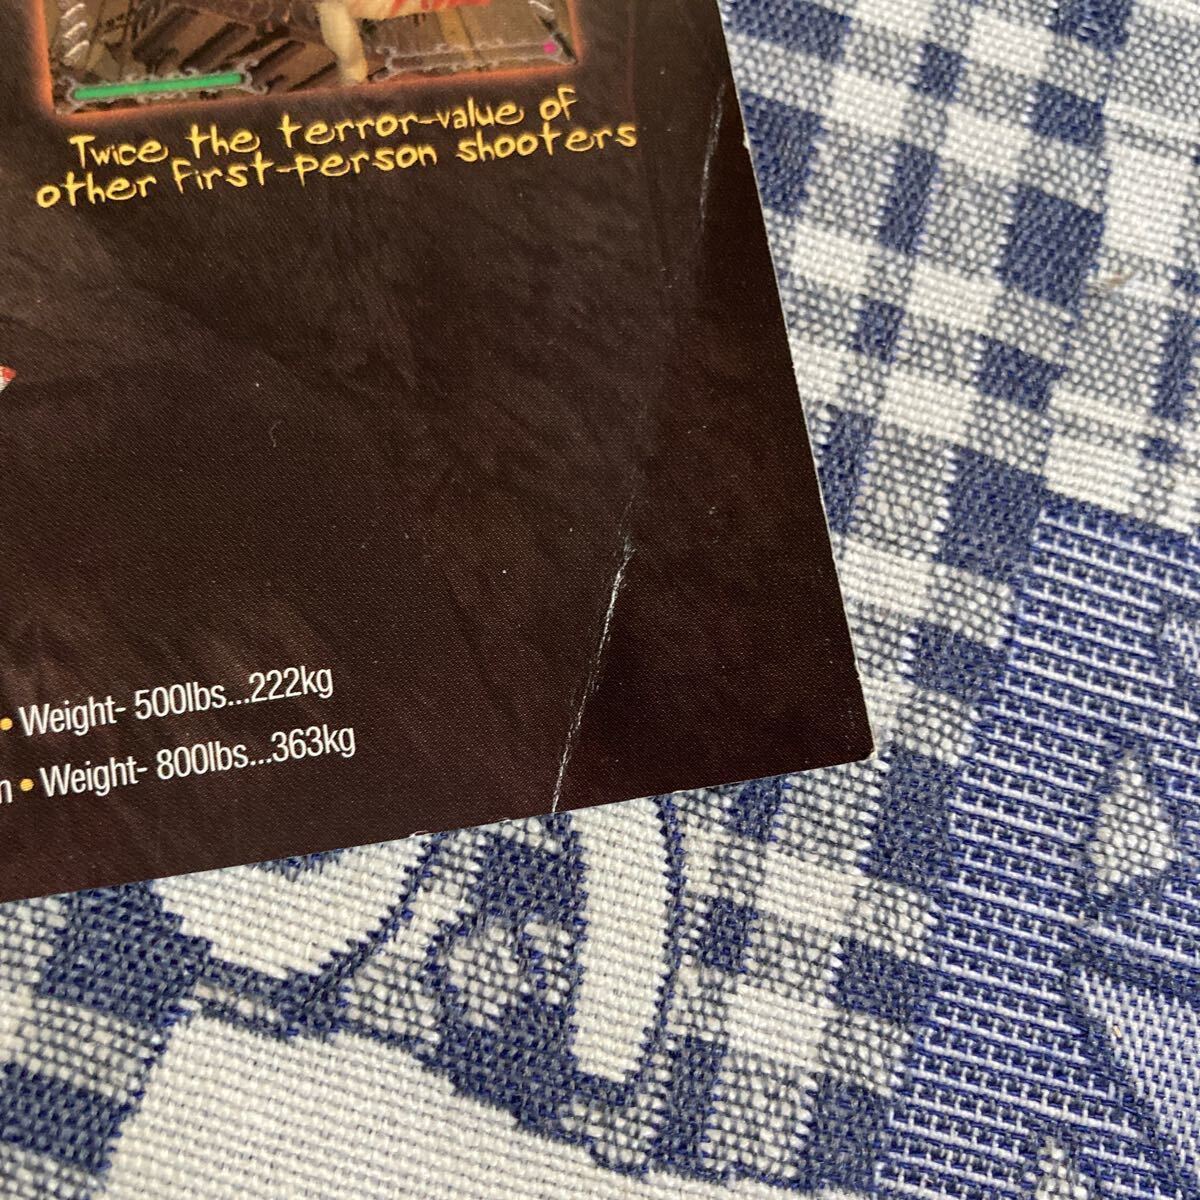 Twice the terror-value of
other first-person shooters
• Weight- 500lbs...222kg
• Weight- 800lbs...363kg